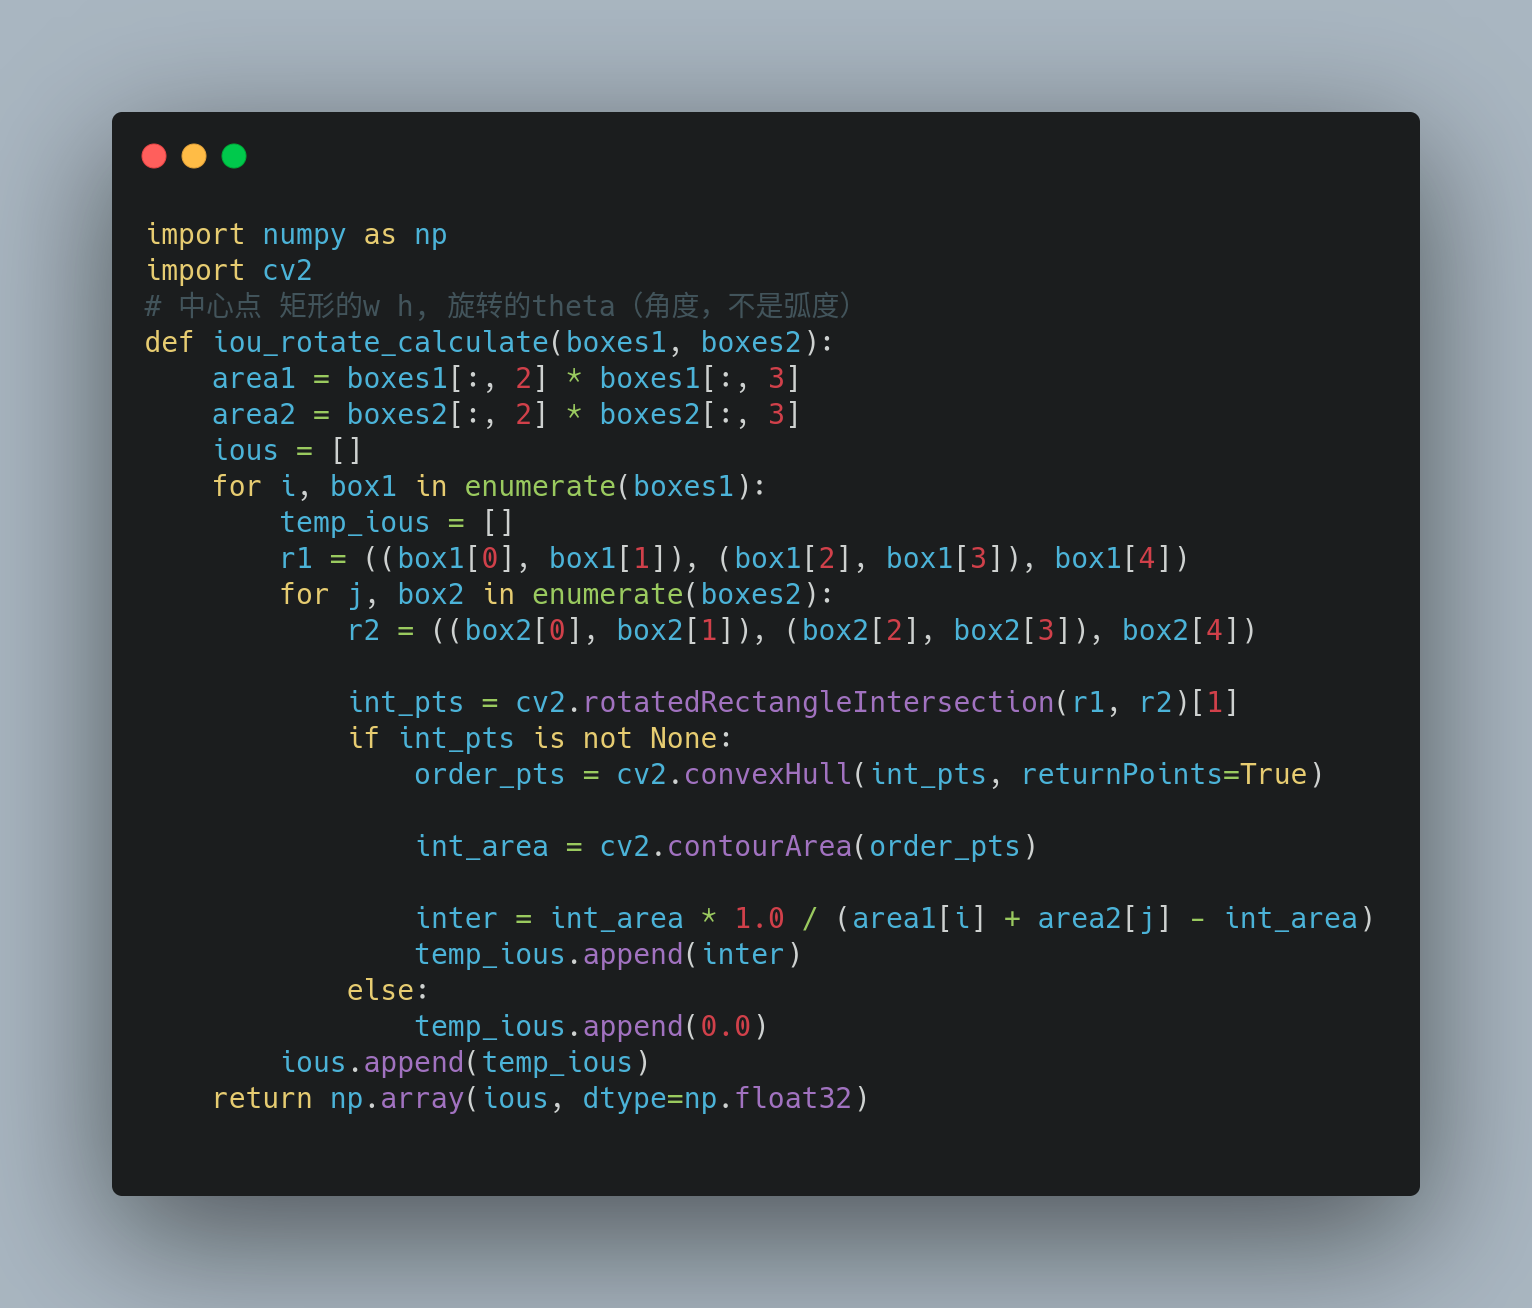 import numpy as np
import cv2
# 中心点 矩形的w h, 旋转的theta（角度，不是弧度）
def iou_rotate_calculate(boxes1, boxes2):
    area1 = boxes1[:, 2] * boxes1[:, 3]
    area2 = boxes2[:, 2] * boxes2[:, 3]
    ious = []
    for i, box1 in enumerate(boxes1):
        temp_ious = []
        r1 = ((box1[0], box1[1]), (box1[2], box1[3]), box1[4])
        for j, box2 in enumerate(boxes2):
            r2 = ((box2[0], box2[1]), (box2[2], box2[3]), box2[4])
            int_pts = cv2.rotatedRectangleIntersection(r1, r2)[1]
            if int_pts is not None:
                order_pts = cv2.convexHull(int_pts, returnPoints=True)
                int_area = cv2.contourArea(order_pts)
                inter = int_area * 1.0 / (area1[i] + area2[j] - int_area)
                temp_ious.append(inter)
            else:
                temp_ious.append(0.0)
        ious.append(temp_ious)
    return np.array(ious, dtype=np.float32)